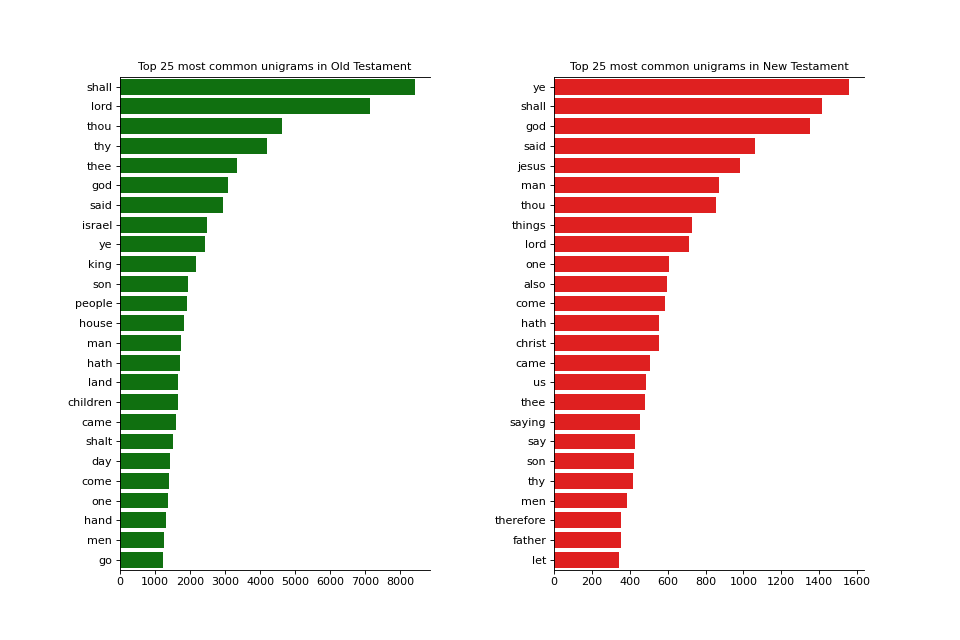 Top 25 most common unigrams in Old Testament
shall
lord
thou
thy
thee
god
said
israel
ye
king
son
people
house
man
hath
land
children
came
shalt
day
come
one
hand
men
go
0 1000 2000 3000 4000 5000 6000 7000 8000
Top 25 most common unigrams in New Testament
ye
shall
god
said
jesus
man
thou
things
lord
one
also
come
hath
christ
came
us
thee
saying
say
son
thy
men
therefore
father
let
0 200 400 600 800 1000 1200 1400 1600